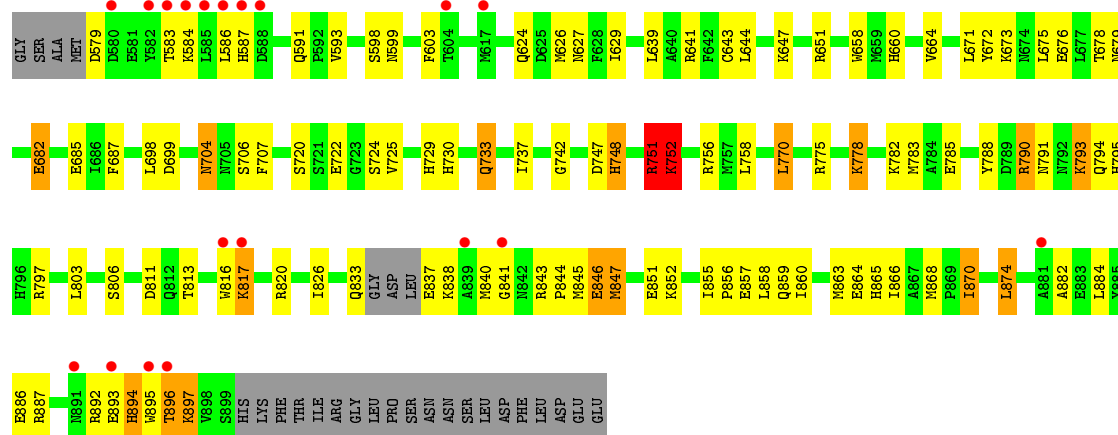 GLY SER ALA MET D579 D580 E581 Y582 T583 K584 L585 L586 H587 D588 Q591 P592 V593 S598 N599 F603 T604 M617 Q624 D625 M626 N627 F628 I629 L639 A640 R641 F642 C643 L644 K647 R651 W658 M659 H660 V664 L671 Y672 K673 N674 L675 E676 L677 T678
E682 E685 I686 F687 L698 D699 N704 N705 S706 F707 S720 S721 E722 G723 S724 V725 H729 H730 Q733 I737 G742 D747 H748 R751 K752 R756 M757 L758 L770 R775 K778 K782 M783 A784 E785 Y788 D789 R790 N791 N792 K793 Q794 H795
H796 R797 L803 S806 D811 Q812 T813 W816 K817 R820 I826 Q833 GLY ASP LEU E837 K838 A839 M840 G841 N842 R843 P844 M845 E846 M847 E851 K852 I855 P856 E857 L858 Q859 I860 M863 E864 H865 I866 A867 M868 P869 I870 L874 A881 A882 E883 L884
E886 R887 N891 R892 E893 H894 W895 T896 K897 V898 S899 HIS LYS PHE THR ILE ARG GLY LEU PRO SER ASN ASN SER LEU ASP PHE LEU ASP GLU GLU